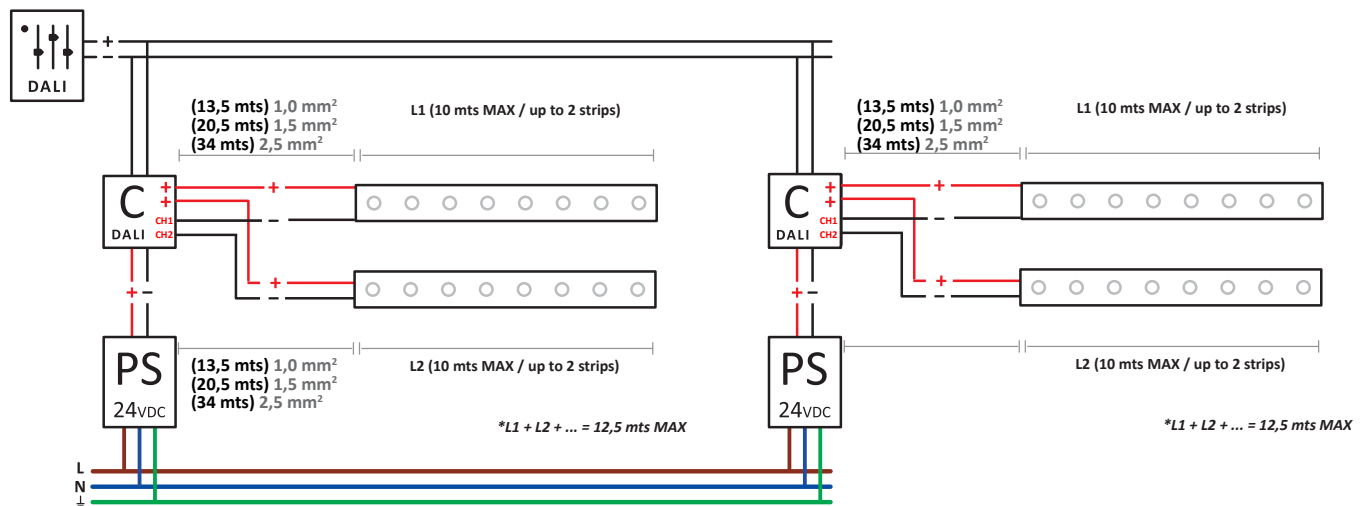 +
−
DALI
(13,5 mts) 1,0 mm²
(20,5 mts) 1,5 mm²
(34 mts) 2,5 mm²
L1 (10 mts MAX / up to 2 strips)
C
DALI
+
+
CH1
CH2
+
−
+
−
+
−
PS
24VDC
(13,5 mts) 1,0 mm²
(20,5 mts) 1,5 mm²
(34 mts) 2,5 mm²
L2 (10 mts MAX / up to 2 strips)
*L1 + L2 + ... = 12,5 mts MAX
(13,5 mts) 1,0 mm²
(20,5 mts) 1,5 mm²
(34 mts) 2,5 mm²
L1 (10 mts MAX / up to 2 strips)
C
DALI
+
+
CH1
CH2
+
−
+
−
+
−
PS
24VDC
L2 (10 mts MAX / up to 2 strips)
*L1 + L2 + ... = 12,5 mts MAX
L
N
⏚